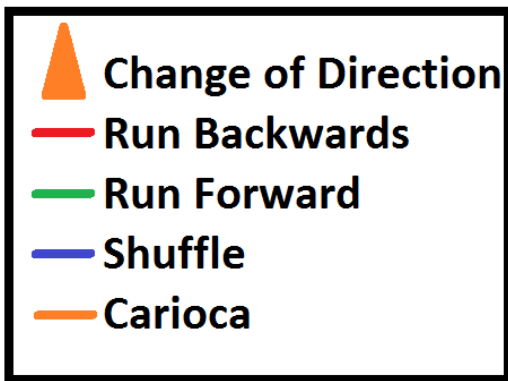 Change of Direction
Run Backwards
Run Forward
Shuffle
Carioca